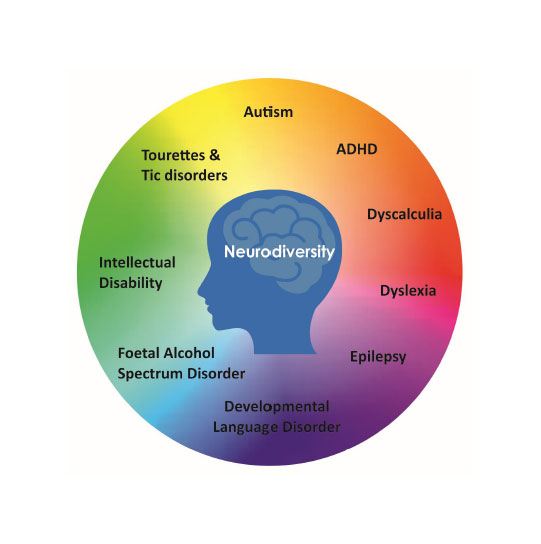 Autism
ADHD
Tourettes &
Tic disorders
Dyscalculia
Neurodiversity
Intellectual
Disability
Dyslexia
Foetal Alcohol
Spectrum Disorder
Epilepsy
Developmental
Language Disorder